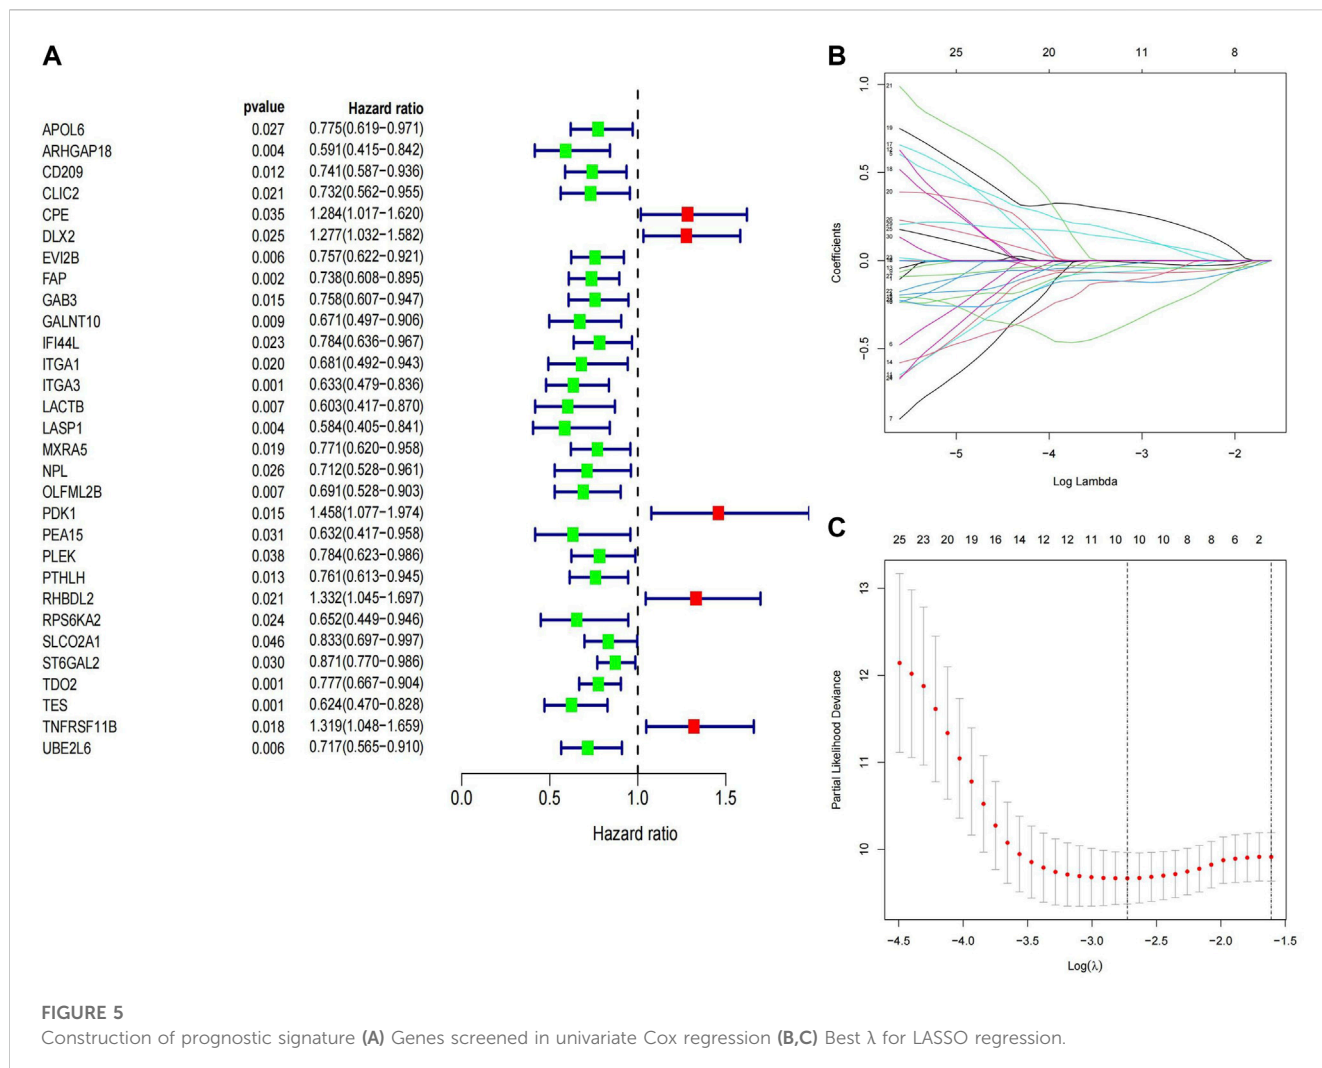 A
pvalue Hazard ratio
APOL6 0.027 0.775(0.619−0.971)
ARHGAP18 0.004 0.591(0.415−0.842)
CD209 0.012 0.741(0.587−0.936)
CLIC2 0.021 0.732(0.562−0.955)
CPE 0.035 1.284(1.017−1.620)
DLX2 0.025 1.277(1.032−1.582)
EVI2B 0.006 0.757(0.622−0.921)
FAP 0.002 0.738(0.608−0.895)
GAB3 0.015 0.758(0.607−0.947)
GALNT10 0.009 0.671(0.497−0.906)
IFI44L 0.023 0.784(0.636−0.967)
ITGA1 0.020 0.681(0.492−0.943)
ITGA3 0.001 0.633(0.479−0.836)
LACTB 0.007 0.603(0.417−0.870)
LASP1 0.004 0.584(0.405−0.841)
MXRA5 0.019 0.771(0.620−0.958)
NPL 0.026 0.712(0.528−0.961)
OLFML2B 0.007 0.691(0.528−0.903)
PDK1 0.015 1.458(1.077−1.974)
PEA15 0.031 0.632(0.417−0.958)
PLEK 0.038 0.784(0.623−0.986)
PTHLH 0.013 0.761(0.613−0.945)
RHBDL2 0.021 1.332(1.045−1.697)
RPS6KA2 0.024 0.652(0.449−0.946)
SLCO2A1 0.046 0.833(0.697−0.997)
ST6GAL2 0.030 0.871(0.770−0.986)
TDO2 0.001 0.777(0.667−0.904)
TES 0.001 0.624(0.470−0.828)
TNFRSF11B 0.018 1.319(1.048−1.659)
UBE2L6 0.006 0.717(0.565−0.910)
0.0 0.5 1.0 1.5
Hazard ratio
B
25 20 11 8
Coefficients
1.0
0.5
0.0
−0.5
21
19
17
18
20
30
6
14
7
−5 −4 −3 −2
Log Lambda
C
25 23 20 19 16 14 12 12 11 10 10 10 8 8 6 2
Partial Likelihood Deviance
13
12
11
10
−4.5 −4.0 −3.5 −3.0 −2.5 −2.0 −1.5
Log(λ)
FIGURE 5
Construction of prognostic signature (A) Genes screened in univariate Cox regression (B,C) Best λ for LASSO regression.